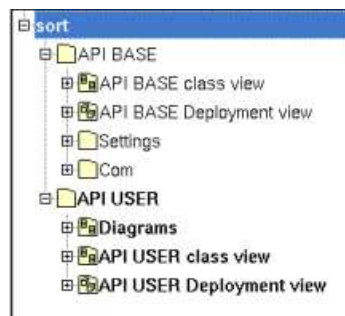 sort
API BASE
API BASE class view
API BASE Deployment view
Settings
Com
API USER
Diagrams
API USER class view
API USER Deployment view